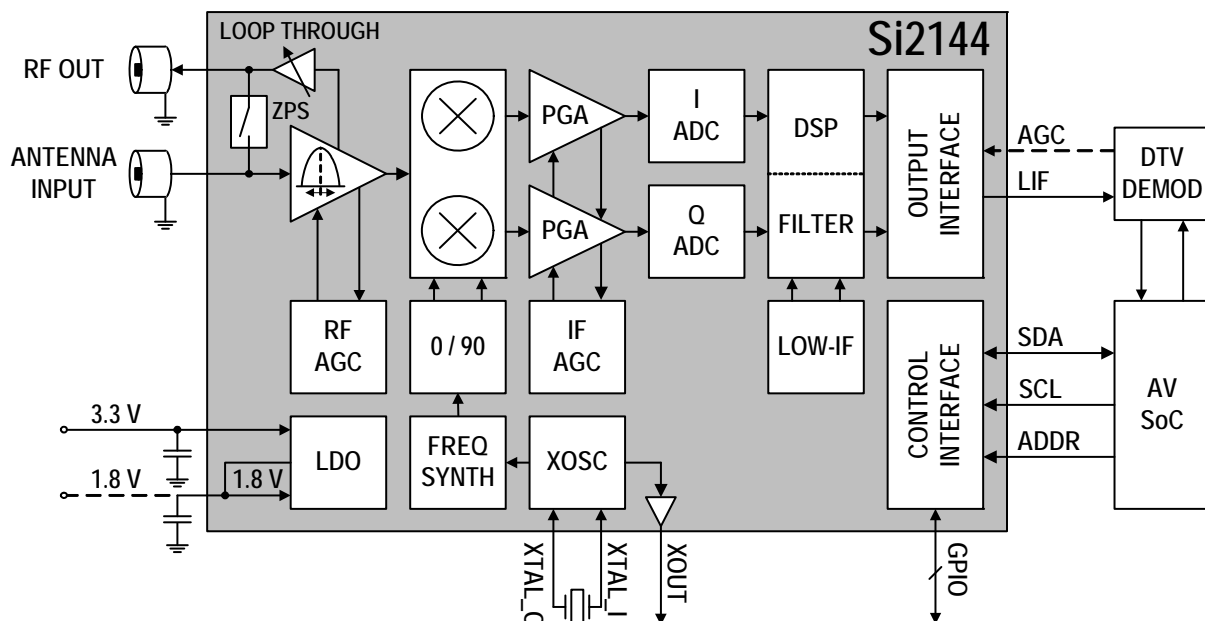 Si2144
LOOP THROUGH
RF OUT
ZPS
ANTENNA
INPUT
PGA
I
ADC
DSP
OUTPUT
INTERFACE
AGC
DTV
DEMOD
LIF
PGA
Q
ADC
FILTER
RF
AGC
0 / 90
IF
AGC
LOW-IF
CONTROL
INTERFACE
SDA
SCL
ADDR
AV
SoC
3.3 V
LDO
1.8 V
1.8 V
FREQ
SYNTH
XOSC
XTAL_I
XOUT
GPIO